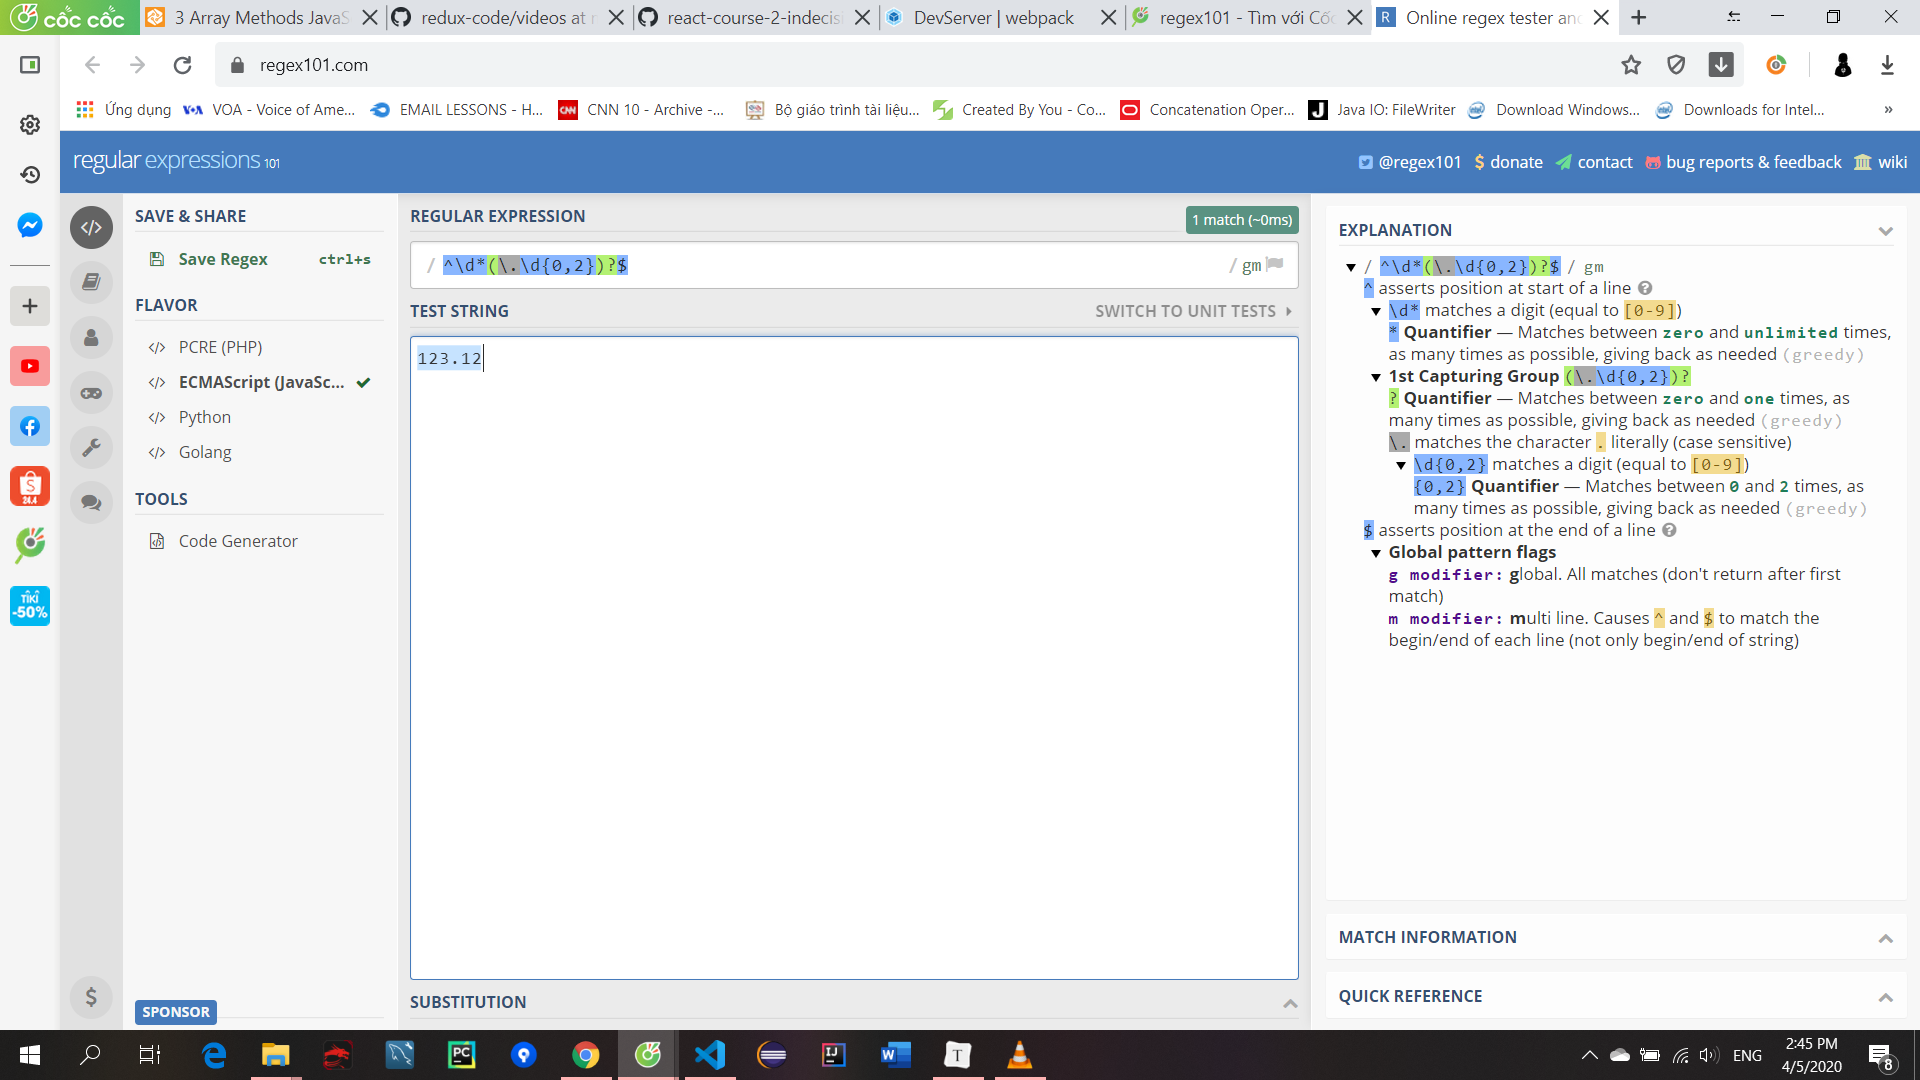 cốc cốc
3 Array Methods JavaS
redux-code/videos at r
react-course-2-indecisi
DevServer | webpack
regex101 - Tìm với Cốc
Online regex tester and
regex101.com
Ứng dụng
VOA - Voice of Ame...
EMAIL LESSONS - H...
CNN 10 - Archive -...
Bộ giáo trình tài liệu...
Created By You - Co...
Concatenation Oper...
Java IO: FileWriter
Download Windows...
Downloads for Intel...
»
regular expressions 101
@regex101
donate
contact
bug reports & feedback
wiki
SAVE & SHARE
Save Regex ctrl+s
FLAVOR
PCRE (PHP)
ECMAScript (JavaSc...
Python
Golang
TOOLS
Code Generator
SPONSOR
REGULAR EXPRESSION
1 match (~0ms)
/ ^\d*(\.\d{0,2})?$ / gm
TEST STRING
SWITCH TO UNIT TESTS
123.12
SUBSTITUTION
EXPLANATION
/ ^\d*(\.\d{0,2})?$ / gm
^ asserts position at start of a line
\d* matches a digit (equal to [0-9])
* Quantifier — Matches between zero and unlimited times,
as many times as possible, giving back as needed (greedy)
1st Capturing Group (\.\d{0,2})?
? Quantifier — Matches between zero and one times, as
many times as possible, giving back as needed (greedy)
\. matches the character . literally (case sensitive)
\d{0,2} matches a digit (equal to [0-9])
{0,2} Quantifier — Matches between 0 and 2 times, as
many times as possible, giving back as needed (greedy)
$ asserts position at the end of a line
Global pattern flags
g modifier: global. All matches (don't return after first
match)
m modifier: multi line. Causes ^ and $ to match the
begin/end of each line (not only begin/end of string)
MATCH INFORMATION
QUICK REFERENCE
24.4
TIKI
-50%
ENG
2:45 PM
4/5/2020
8